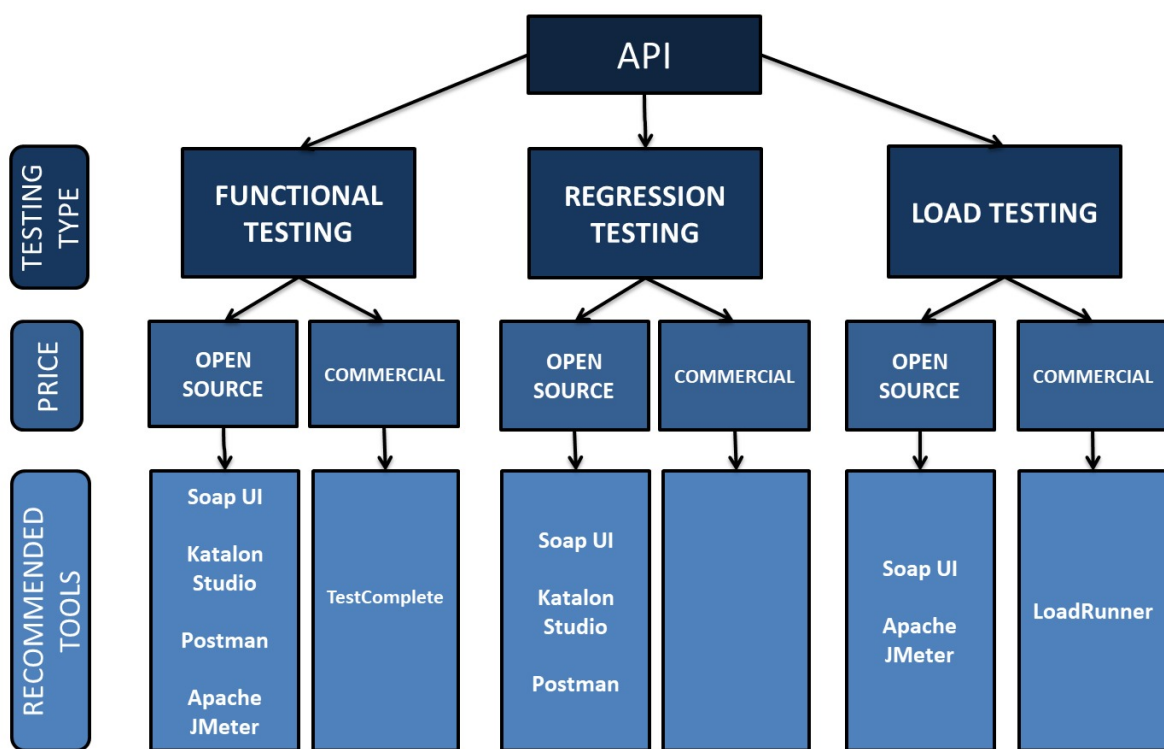 API
TESTING
TYPE
FUNCTIONAL
TESTING
REGRESSION
TESTING
LOAD TESTING
PRICE
OPEN
SOURCE
COMMERCIAL
OPEN
SOURCE
COMMERCIAL
OPEN
SOURCE
COMMERCIAL
RECOMMENDED
TOOLS
Soap UI
Katalon
Studio
Postman
Apache
JMeter
TestComplete
Soap UI
Katalon
Studio
Postman
Soap UI
Apache
JMeter
LoadRunner